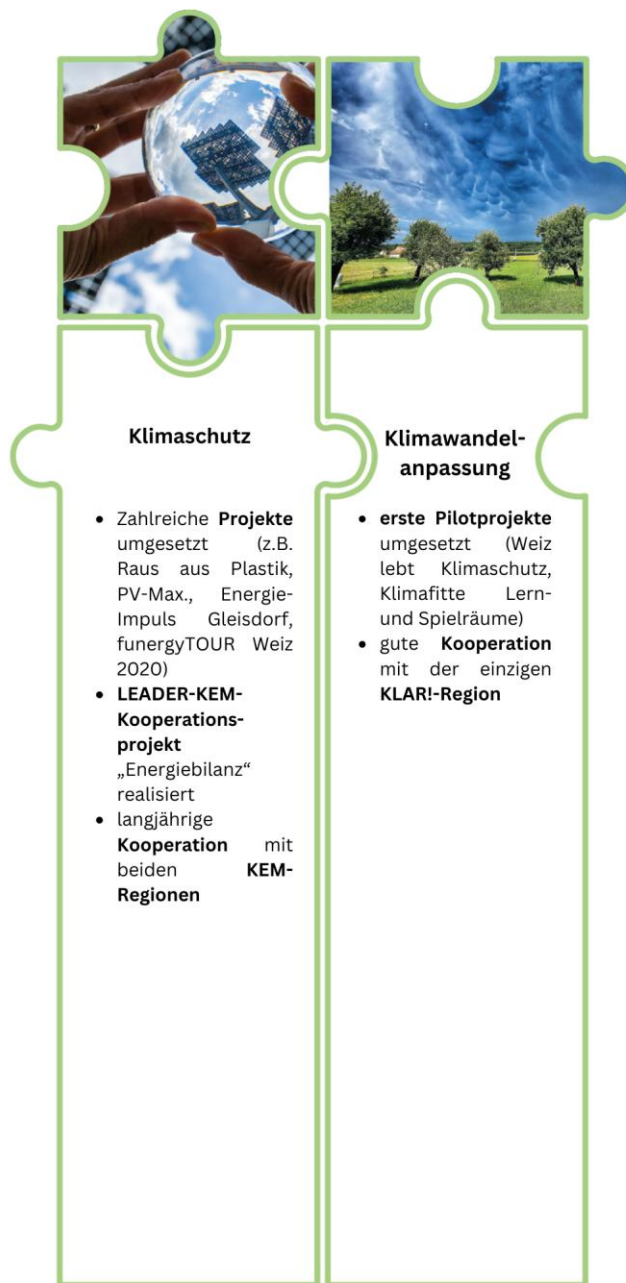 Klimaschutz
• Zahlreiche Projekte
umgesetzt (z.B.
Raus aus Plastik,
PV-Max., Energie-
Impuls Gleisdorf,
funergyTOUR Weiz
2020)
• LEADER-KEM-
Kooperations-
projekt
„Energiebilanz“
realisiert
• langjährige
Kooperation mit
beiden KEM-
Regionen
Klimawandel-
anpassung
• erste Pilotprojekte
umgesetzt (Weiz
lebt Klimaschutz,
Klimafitte Lern-
und Spielräume)
• gute Kooperation
mit der einzigen
KLAR!-Region